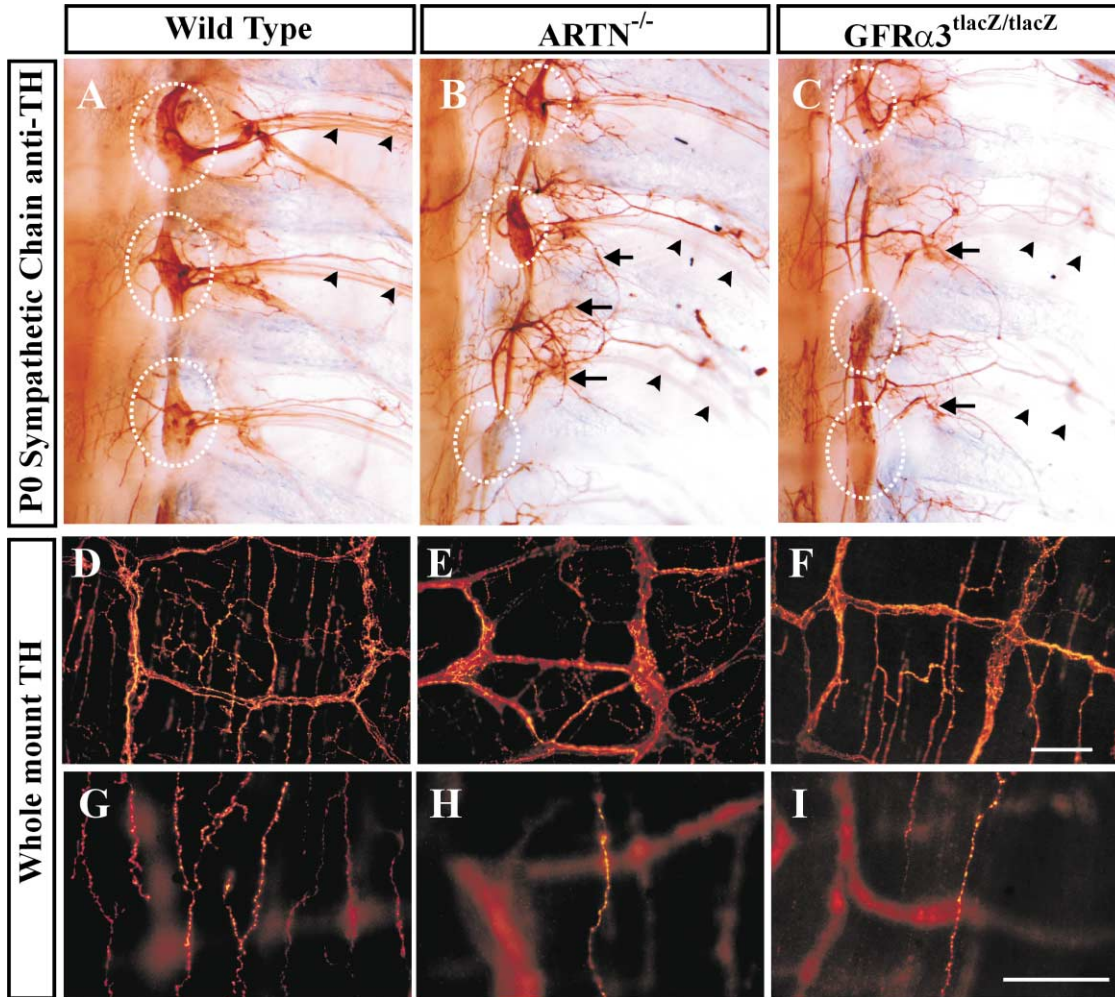 Wild Type
ARTN-/-
GFRα3tlacZ/tlacZ
P0 Sympathetic Chain anti-TH
A
B
C
Whole mount TH
D
E
F
G
H
I